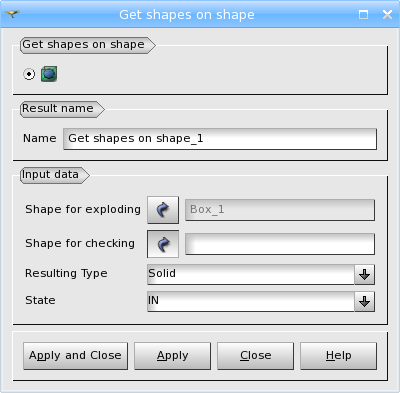 Get shapes on shape
Get shapes on shape
Result name
Name Get shapes on shape_1
Input data
Shape for exploding Box_1
Shape for checking
Resulting Type Solid
State IN
Apply and Close Apply Close Help